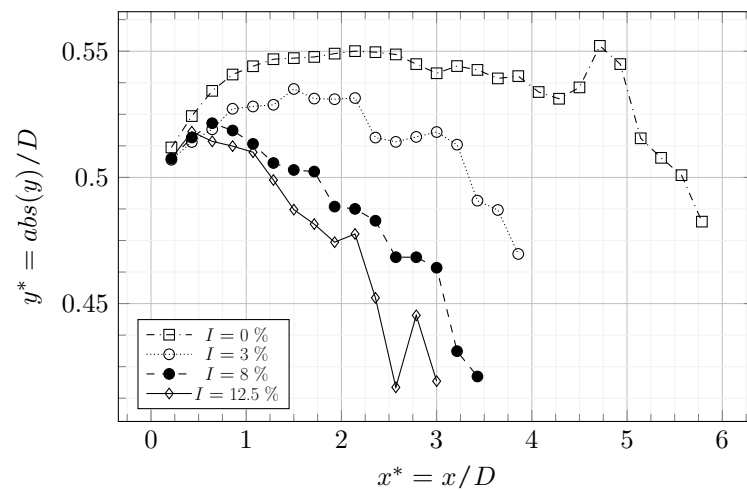 0.55
0.5
0.45
y* = abs(y)/D
I = 0 %
I = 3 %
I = 8 %
I = 12.5 %
0 1 2 3 4 5 6
x* = x/D